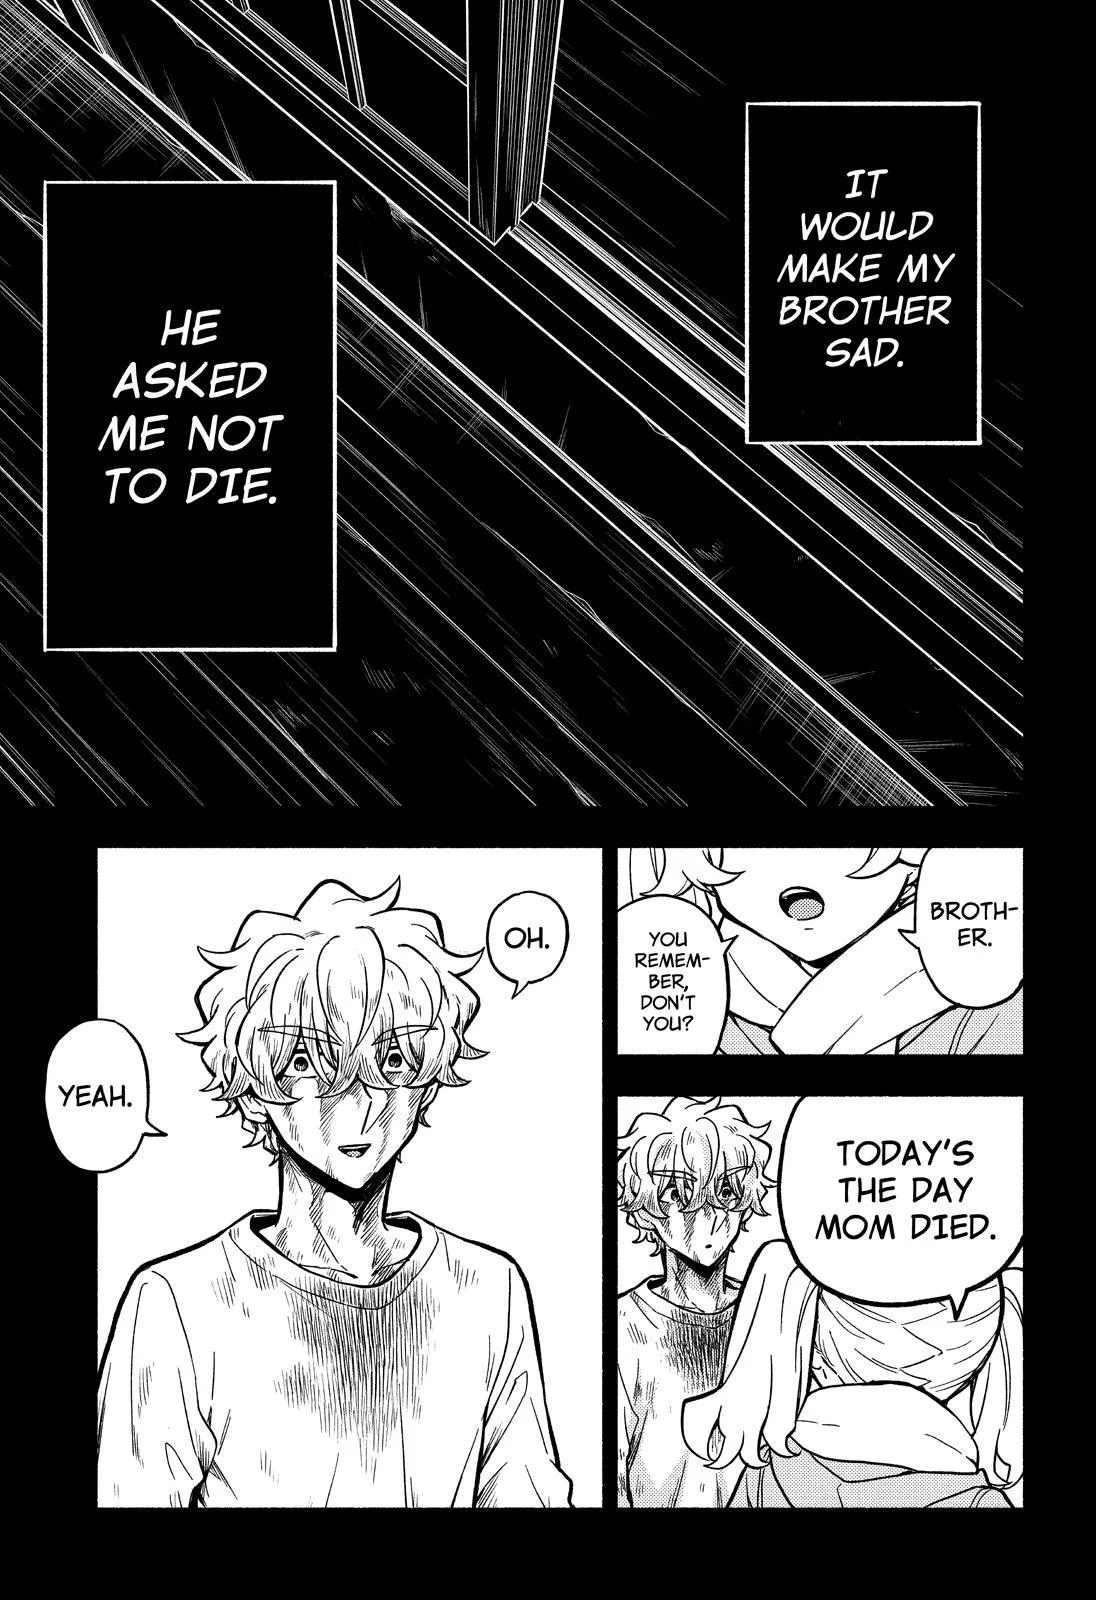 IT
WOULD
MAKE MY
BROTHER
SAD.
HE
ASKED
ME NOT
TO DIE.
BROTH-
ER.
YOU
REMEM-
BER,
DON'T
YOU?
TODAY'S
THE DAY
MOM DIED.
OH.
YEAH.